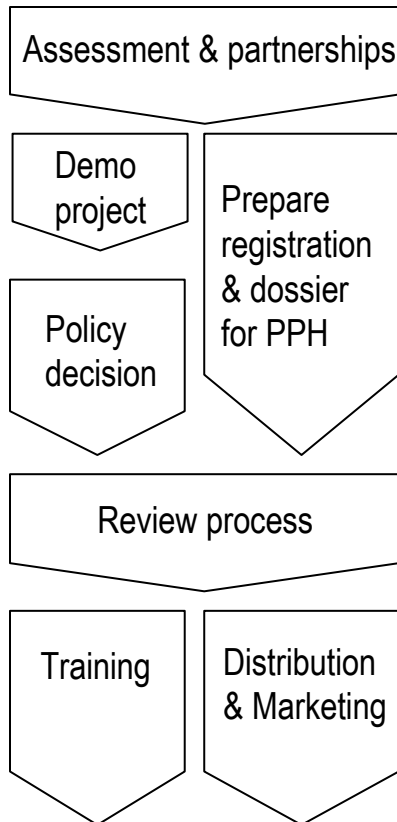 Assessment & partnerships
Demo
project
Prepare
registration
& dossier
for PPH
Policy
decision
Review process
Training
Distribution
& Marketing